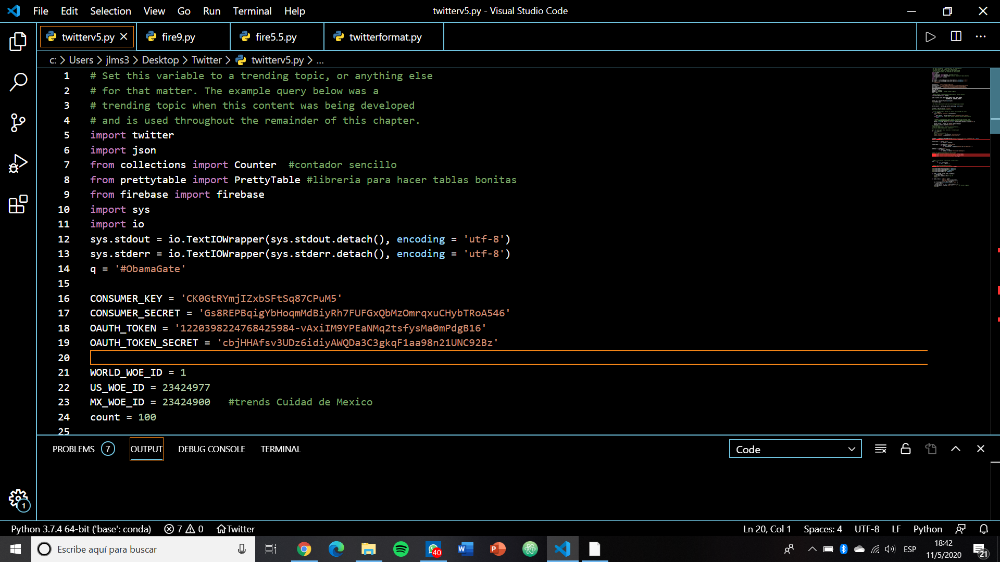 File Edit Selection View Go Run Terminal Help
twitterv5.py - Visual Studio Code
twitterv5.py fire9.py fire5.5.py twitterformat.py
c: > Users > jlms3 > Desktop > Twitter > twitterv5.py > ...
1 # Set this variable to a trending topic, or anything else
2 # for that matter. The example query below was a
3 # trending topic when this content was being developed
4 # and is used throughout the remainder of this chapter.
5 import twitter
6 import json
7 from collections import Counter  #contador sencillo
8 from prettytable import PrettyTable #libreria para hacer tablas bonitas
9 from firebase import firebase
10 import sys
11 import io
12 sys.stdout = io.TextIOWrapper(sys.stdout.detach(), encoding = 'utf-8')
13 sys.stderr = io.TextIOWrapper(sys.stderr.detach(), encoding = 'utf-8')
14 q = '#ObamaGate'
15
16 CONSUMER_KEY = 'CK0GtRYmjIZxbSFtSq87CPuM5'
17 CONSUMER_SECRET = 'Gs8REPBqigYbHoqmMdBiyRh7FUFGxQbMzOmrqxuCHybTRoA546'
18 OAUTH_TOKEN = '1220398224768425984-vAxiIM9YPEaNMq2tsfysMa0mPdgB16'
19 OAUTH_TOKEN_SECRET = 'cbjHHAfsv3UDz6idiyAWQDa3C3gkqF1aa98n21UNC92Bz'
20
21 WORLD_WOE_ID = 1
22 US_WOE_ID = 23424977
23 MX_WOE_ID = 23424900   #trends Cuidad de Mexico
24 count = 100
25
PROBLEMS 7 OUTPUT DEBUG CONSOLE TERMINAL Code
1
Python 3.7.4 64-bit ('base': conda) 7 0 Twitter Ln 20, Col 1 Spaces: 4 UTF-8 LF Python
Escribe aquí para buscar 40 ESP 18:42
11/5/2020 21